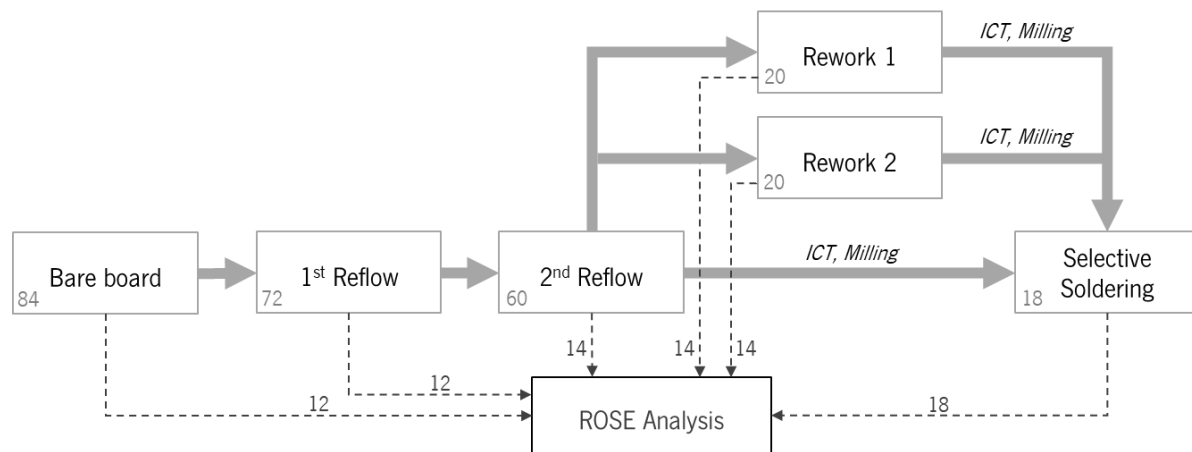 ICT, Milling
Rework 1
20
ICT, Milling
Rework 2
20
Bare board
84
1st Reflow
72
2nd Reflow
60
ICT, Milling
Selective
Soldering
18
14
14
14
12
12
18
ROSE Analysis